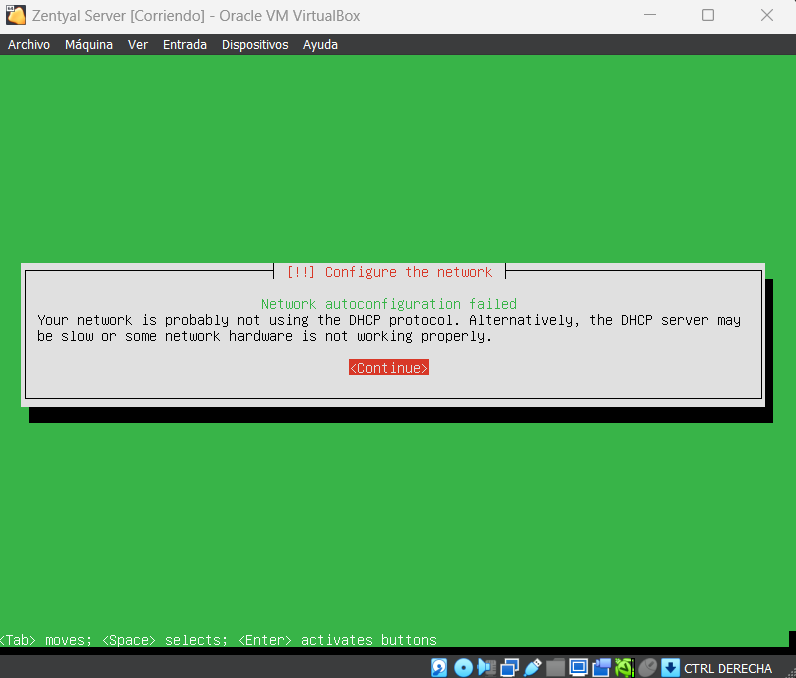 Zentyal Server [Corriendo] - Oracle VM VirtualBox
Archivo Máquina Ver Entrada Dispositivos Ayuda
[!!] Configure the network
Network autoconfiguration failed
Your network is probably not using the DHCP protocol. Alternatively, the DHCP server may
be slow or some network hardware is not working properly.
<Continue>
<Tab> moves; <Space> selects; <Enter> activates buttons
CTRL DERECHA